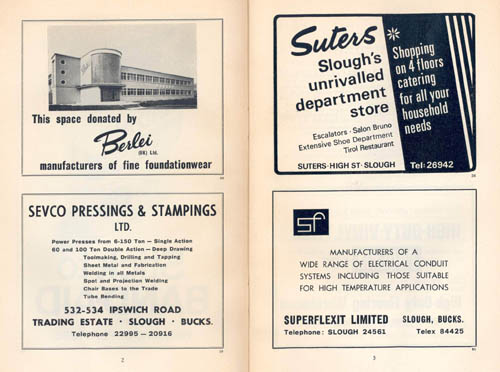 This space donated by
Berlei
(UK) Ltd.
manufacturers of fine foundationwear
SEVCO PRESSINGS & STAMPINGS
LTD.
Power Presses from 6-150 Ton — Single Action
60 and 100 Ton Double Action — Deep Drawing
Toolmaking, Drilling and Tapping
Sheet Metal and Fabrication
Welding in all Metals
Spot and Projection Welding
Chair Bases to the Trade
Tube Bending
532-534 IPSWICH ROAD
TRADING ESTATE · SLOUGH · BUCKS.
Telephone 22995 — 20916
2
Suters
Slough's
unrivalled
department
store
Escalators · Salon Bruno
Extensive Shoe Department
Tirol Restaurant
Shopping
on 4 floors
catering
for all your
household
needs
SUTERS·HIGH ST·SLOUGH Tel: 26942
sf
MANUFACTURERS OF A
WIDE RANGE OF ELECTRICAL CONDUIT
SYSTEMS INCLUDING THOSE SUITABLE
FOR HIGH TEMPERATURE APPLICATIONS
SUPERFLEXIT LIMITED SLOUGH, BUCKS.
Telephone: SLOUGH 24561 Telex 84425
3